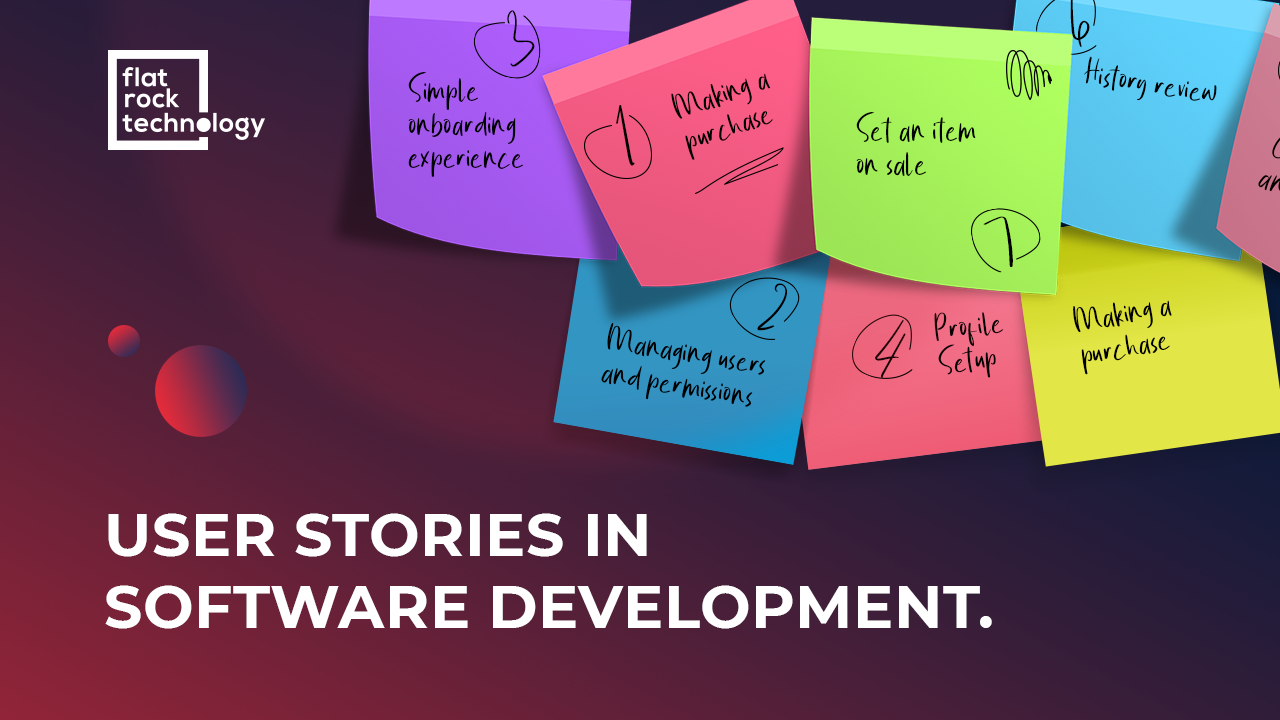 flat
rock
technology
3
Simple
onboarding
experience
1
Making a
purchase
Set an item
on sale
7
6
History review
an
2
Managing users
and permissions
4
Profile
Setup
Making a
purchase
USER STORIES IN
SOFTWARE DEVELOPMENT.